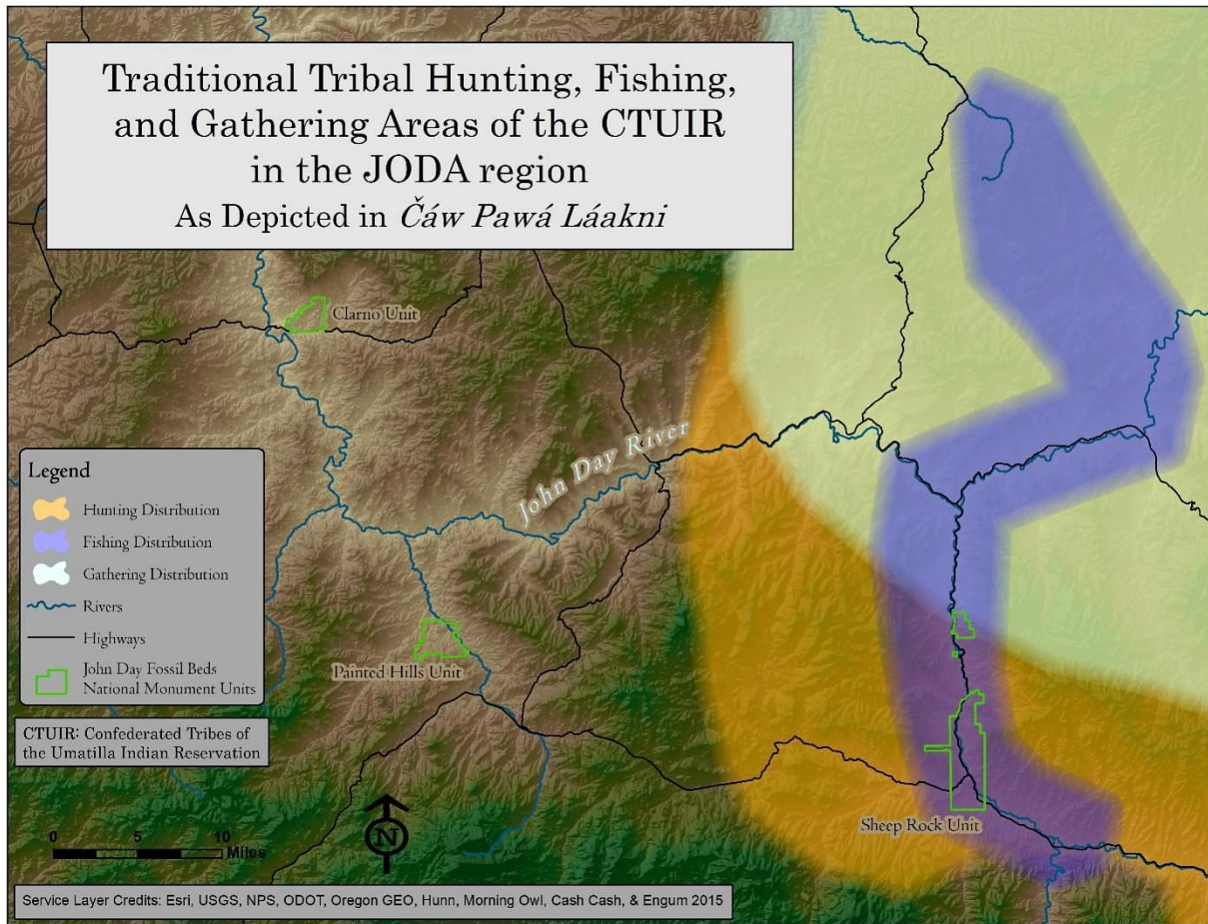 Traditional Tribal Hunting, Fishing,
and Gathering Areas of the CTUIR
in the JODA region
As Depicted in Čáw Pawá Láakni
Clarno Unit
John Day River
Legend
Hunting Distribution
Fishing Distribution
Gathering Distribution
Rivers
Highways
John Day Fossil Beds
National Monument Units
Painted Hills Unit
CTUIR: Confederated Tribes of
the Umatilla Indian Reservation
Sheep Rock Unit
0 5 10
Miles
N
Service Layer Credits: Esri, USGS, NPS, ODOT, Oregon GEO, Hunn, Morning Owl, Cash Cash, & Engum 2015